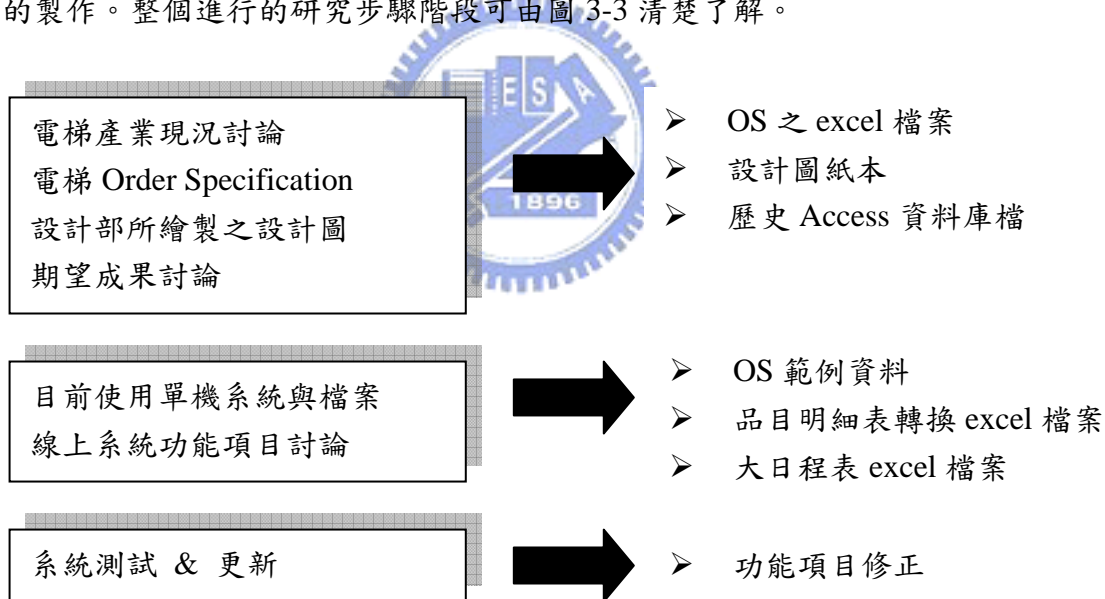 的製作。整個進行的研究步驟階段可由圖 3-3 清楚了解。
電梯產業現況討論
電梯 Order Specification
設計部所繪製之設計圖
期望成果討論
ES A
1896
➢ OS 之 excel 檔案
➢ 設計圖紙本
➢ 歷史 Access 資料庫檔
目前使用單機系統與檔案
線上系統功能項目討論
➢ OS 範例資料
➢ 品目明細表轉換 excel 檔案
➢ 大日程表 excel 檔案
系統測試 & 更新
➢ 功能項目修正